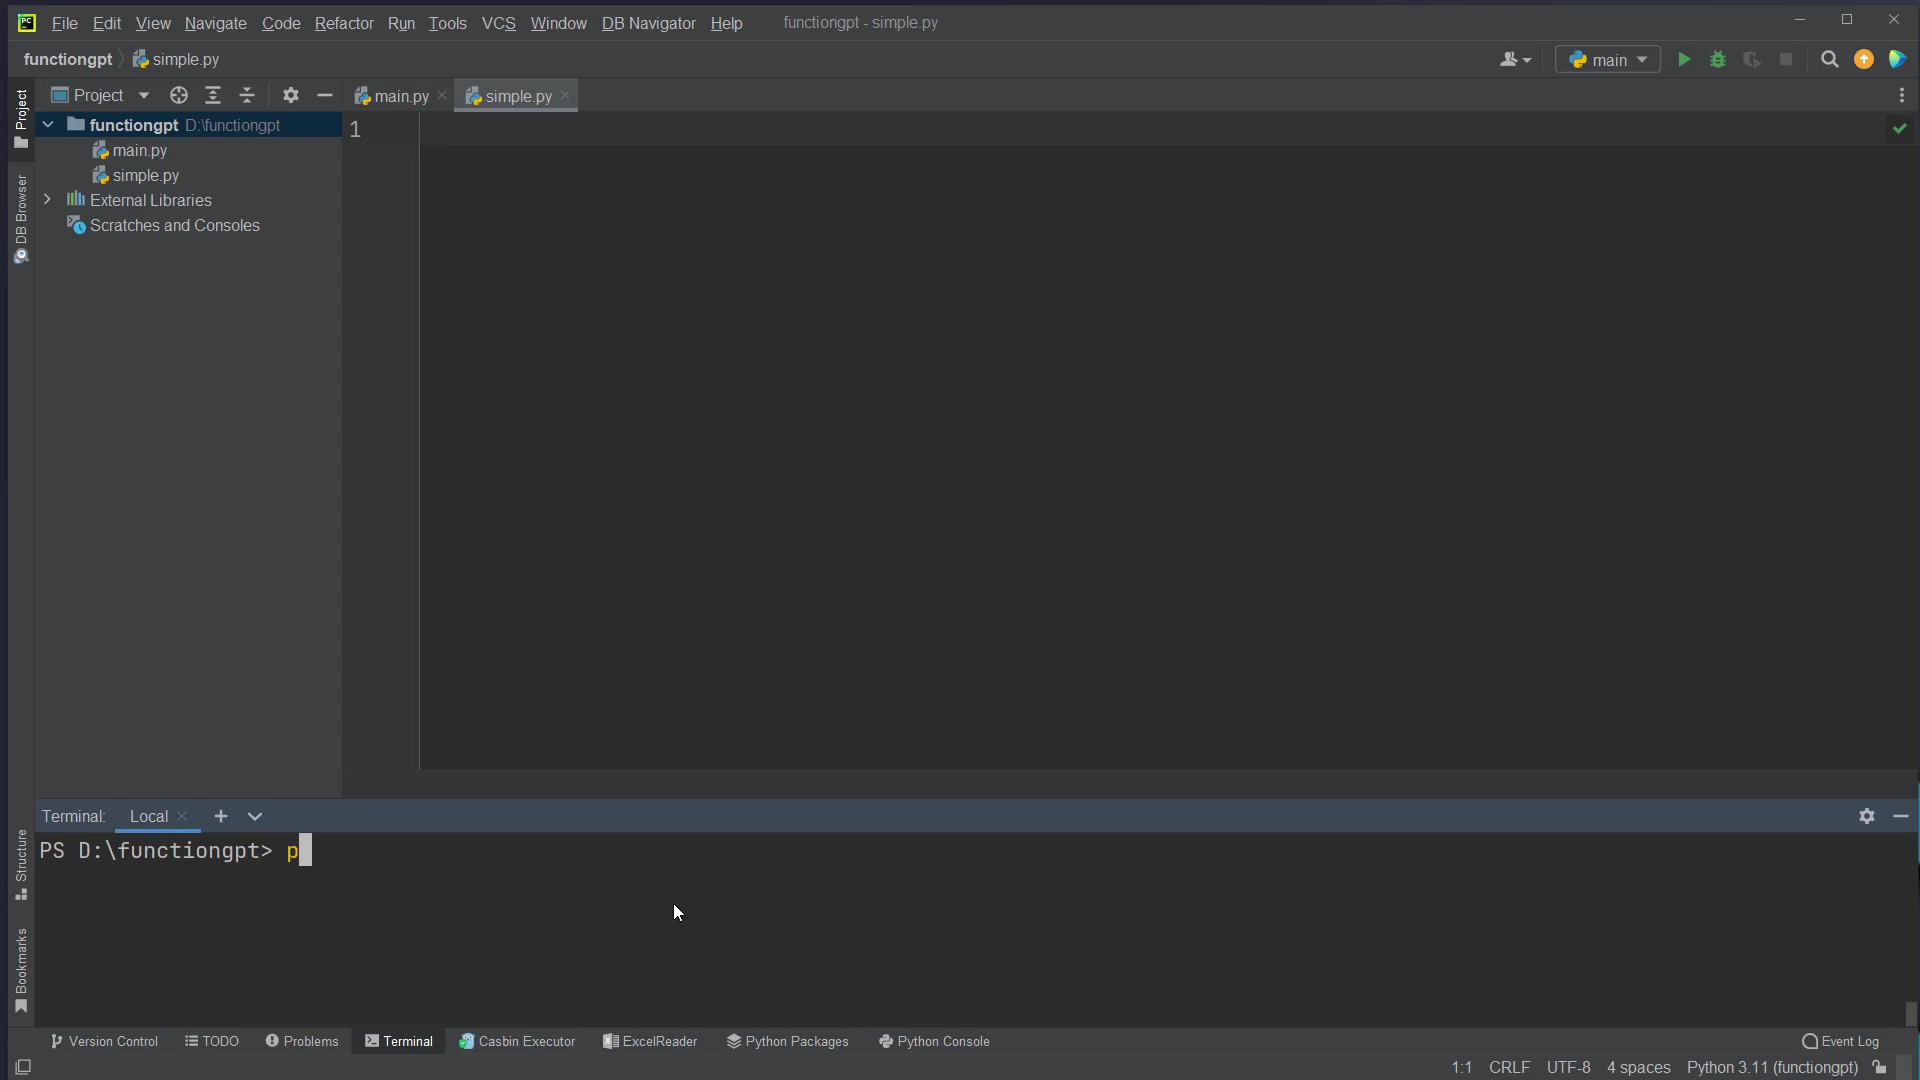 File Edit View Navigate Code Refactor Run Tools VCS Window DB Navigator Help functiongpt - simple.py
functiongpt simple.py main
Project main.py simple.py
functiongpt D:\functiongpt
main.py
simple.py
External Libraries
Scratches and Consoles
1
Project
DB Browser
Structure
Bookmarks
Terminal: Local
PS D:\functiongpt> p
Version Control TODO Problems Terminal Casbin Executor ExcelReader Python Packages Python Console Event Log
1:1 CRLF UTF-8 4 spaces Python 3.11 (functiongpt)